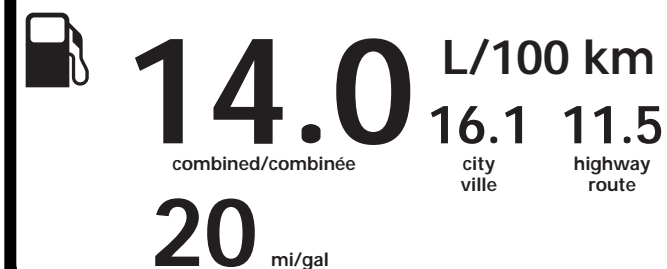 14.0 L/100 km
16.1 11.5
combined/combinée city highway
ville route
20 mi/gal